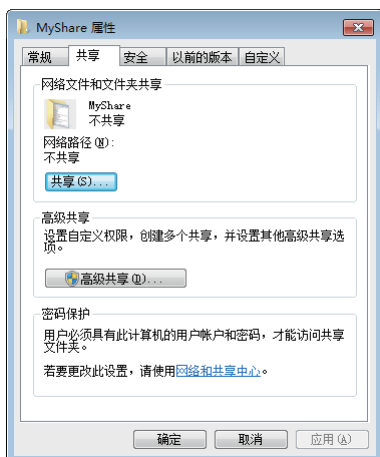 MyShare 属性
常规 共享 安全 以前的版本 自定义
网络文件和文件夹共享
MyShare
不共享
网络路径(N):
不共享
共享(S)...
高级共享
设置自定义权限，创建多个共享，并设置其他高级共享选
项。
高级共享(D)...
密码保护
用户必须具有此计算机的用户帐户和密码，才能访问共享
文件夹。
若要更改此设置，请使用网络和共享中心。
确定 取消 应用(A)